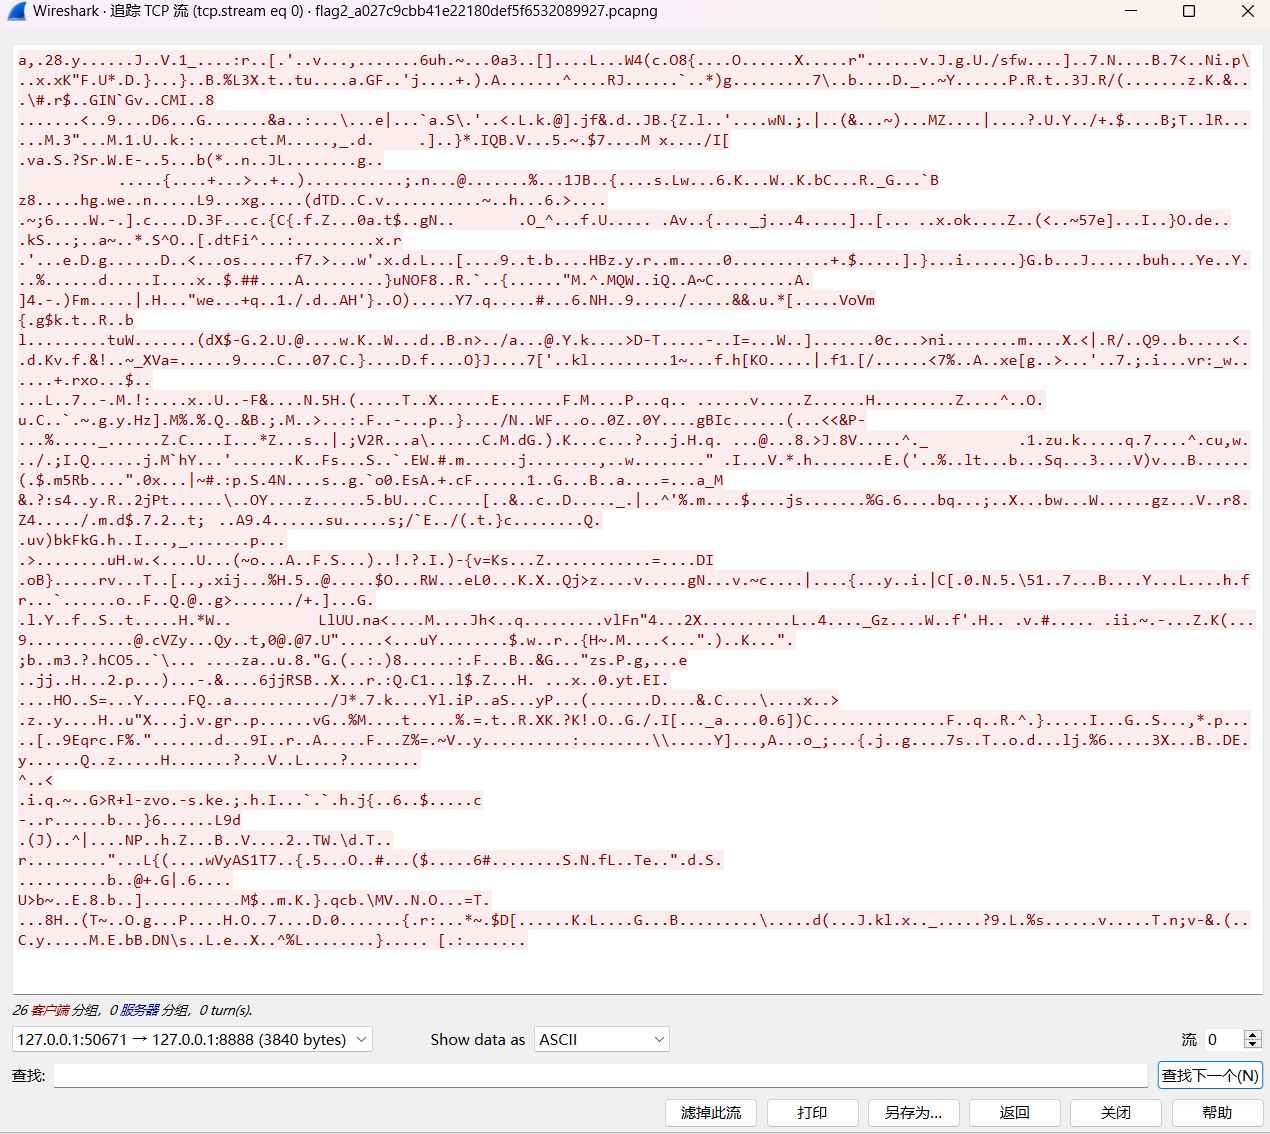 Wireshark · 追踪 TCP 流 (tcp.stream eq 0) · flag2_a027c9cbb41e22180def5f6532089927.pcapng
a,.28.y......J..V.1_....:r..[.'..v...,.......6uh.~...0a3..[]....L...W4(c.O8{....O......X.....r"......v.J.g.U./sfw....]..7.N....B.7<..Ni.p\
..x.xK"F.U*.D.}...}..B.%L3X.t..tu....a.GF..'j....+.).A.......^....RJ......`..*)g.........7\..b....D._..~Y......P.R.t..3J.R/(.......z.K.&..
.\#.r$..GIN`Gv..CMI..8
.......<..9....D6...G.......&a..:...\...e|...`a.S\.'..<.L.k.@].jf&.d..JB.{Z.l..'....wN.;.|..(&...~)...MZ....|....?.U.Y../+.$....B;T..lR...
...M.3"...M.1.U..k.:......ct.M.....,_.d. .]..}*.IQB.V...5.~.$7....M x..../I[
.va.S.?Sr.W.E-..5...b(*..n..JL........g..
.....{....+...>..+..)...........;.n...@.......%...1JB..{....s.Lw...6.K...W..K.bC...R._G...`B
z8.....hg.we..n.....L9...xg.....(dTD..C.v...........~..h...6.>....
.~;6....W.-.].c....D.3F...c.{C{.f.Z...0a.t$..gN.. .O_^...f.U..... .Av..{...._j...4.....]..[... ..x.ok....Z..(<..~57e]...I..}O.de..
.kS...;..a~..*.S^O..[.dtFi^...:.........x.r
.'...e.D.g......D..<...os......f7.>...w'.x.d.L...[....9..t.b....HBz.y.r..m.....0...........+.$.....].}...i......}G.b...J......buh...Ye..Y.
..%......d.....I....x..$.##....A.........}uNOF8..R.`..{......"M.^.MQW..iQ..A~C.........A.
]4.-.)Fm.....|.H..."we...+q..1./.d..AH'}..O).....Y7.q.....#...6.NH..9...../.....&&.u.*[.....VoVm
{.g$k.t..R..b
l.........tuW.......(dX$-G.2.U.@....w.K..W...d..B.n>../a...@.Y.k....>D-T.....-..I=...W..].......0c...>ni........m....X.<|.R/..Q9..b.....<.
.d.Kv.f.&!..~_XVa=......9....C...07.C.}....D.f....O}J....7['..kl.........1~...f.h[KO.....|.f1.[/......<7%..A..xe[g..>...'..7.;.i...vr:_w..
....+.rxo...$..
...L..7..-.M.!:....x..U..-F&....N.5H.(.....T..X......E.......F.M....P...q.. ......v.....Z......H.........Z....^..O.
u.C..`.~.g.y.Hz].M%.%.Q..&B.;.M..>...:.F..-...p..}..../N..WF...o..0Z..0Y....gBIc......(...<<&P-
...%....._......Z.C....I...*Z...s..|.;V2R...a\......C.M.dG.).K...c...?...j.H.q. ...@...8.>J.8V.....^._ .1.zu.k.....q.7....^.cu,w.
../.;I.Q......j.M`hY...'.......K..Fs...S..`.EW.#.m......j........,..w........" .I...V.*.h........E.('..%..lt...b...Sq...3....V)v...B......
(.$.m5Rb....".0x...|~#.:p.S.4N....s..g.`o0.EsA.+.cF......1..G...B..a....=...a_M
&.?:s4..y.R..2jPt......\..OY....z......5.bU...C.....[..&..c..D....._.|..^'%.m....$....js.......%G.6....bq...;..X...bw...W......gz...V..r8.
Z4...../.m.d$.7.2..t; ..A9.4......su.....s;/`E../(.t.}c........Q.
.uv)bkFkG.h..I...,_.......p...
.>........uH.w.<....U...(~o...A..F.S...)..!.?.I.)-{v=Ks...Z............=....DI
.oB}.....rv...T..[..,.xij...%H.5..@.....$O...RW...eL0...K.X..Qj>z....v.....gN...v.~c....|....{...y..i.|C[.0.N.5.\51..7...B....Y...L....h.f
r...`......o..F..Q.@..g>......./+.]...G.
.l.Y..f..S..t.....H.*W.. LlUU.na<....M....Jh<..q.........vlFn"4...2X..........L..4...._Gz....W..f'.H.. .v.#..... .ii.~.-...Z.K(...
9...........@.cVZy...Qy..t,0@.@7.U".....<...uY........$.w..r..{H~.M....<...".)..K...".
;b..m3.?.hCO5..`\... ....za..u.8."G.(..:.)8......:.F...B..&G..."zs.P.g,...e
..jj..H...2.p...)...-.&....6jjRSB..X...r.:Q.C1...l$.Z...H. ...x..0.yt.EI.
....HO..S=...Y.....FQ..a.........../J*.7.k....Yl.iP..aS...yP...(.......D....&.C....\....x..>
.z..y....H..u"X...j.v.gr..p......vG..%M....t.....%.=.t..R.XK.?K!.O..G./.I[..._a....0.6])C.............F..q..R.^.}.....I...G..S...,*.p....
..[..9Eqrc.F%."......d...9I..r..A.....F...Z%=.~V..y..........:........\\.....Y]...,A...o_;...{.j..g....7s..T..o.d...lj.%6.....3X...B..DE.
y......Q..z.....H.......?...V..L....?........
^..<
.i.q.~..G>R+l-zvo.-s.ke.;.h.I...`.`.h.j{..6..$.....c
-..r......b...}6......L9d
.(J)..^|....NP..h.Z...B..V....2..TW.\d.T..
r........."...L{(....wVyAS1T7..{.5...O..#...($.....6#........S.N.fL..Te..".d.S.
..........b..@+.G|.6....
U>b~..E.8.b..]...........M$..m.K.}.qcb.\MV..N.O...=T.
...8H..(T~..O.g...P....H.O..7....D.0.......{.r:...*~.$D[......K.L....G...B.........\.....d(...J.kl.x.._.....?9.L.%s......v.....T.n;v-&.(..
C.y.....M.E.bB.DN\s..L.e..X..^%L........}..... [.:.......
26 客户端 分组，0 服务器 分组，0 turn(s).
127.0.0.1:50671 → 127.0.0.1:8888 (3840 bytes) Show data as ASCII 流 0
查找: 查找下一个(N)
滤掉此流 打印 另存为... 返回 关闭 帮助